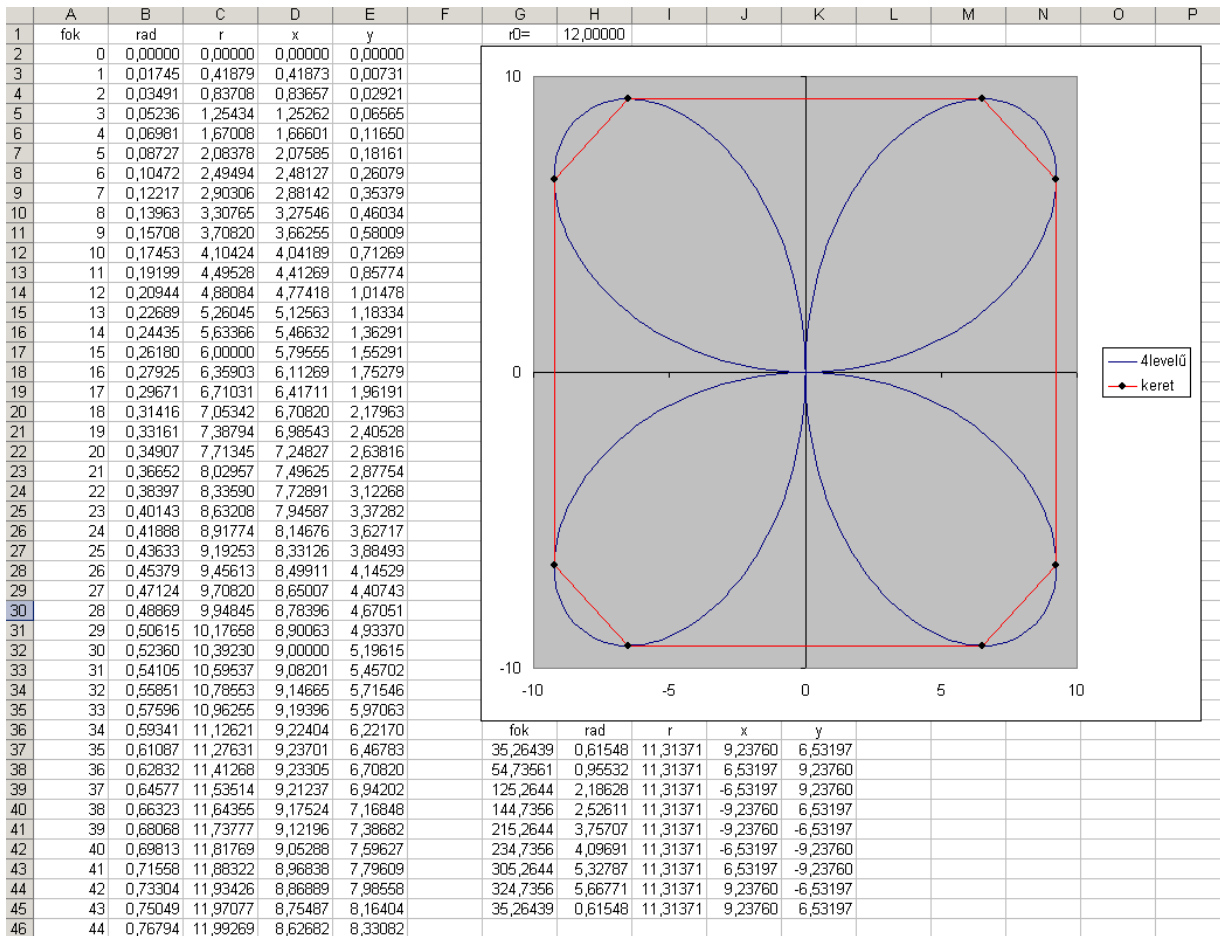 A B C D E F G H I J K L M N O P
1 fok rad r x y r0= 12,00000
2 0 0,00000 0,00000 0,00000 0,00000
3 1 0,01745 0,41879 0,41873 0,00731
4 2 0,03491 0,83708 0,83657 0,02921
5 3 0,05236 1,25434 1,25262 0,06565
6 4 0,06981 1,67008 1,66601 0,11650
7 5 0,08727 2,08378 2,07585 0,18161
8 6 0,10472 2,49494 2,48127 0,26079
9 7 0,12217 2,90306 2,88142 0,35379
10 8 0,13963 3,30765 3,27546 0,46034
11 9 0,15708 3,70820 3,66255 0,58009
12 10 0,17453 4,10424 4,04189 0,71269
13 11 0,19199 4,49528 4,41269 0,85774
14 12 0,20944 4,88084 4,77418 1,01478
15 13 0,22689 5,26045 5,12563 1,18334
16 14 0,24435 5,63366 5,46632 1,36291
17 15 0,26180 6,00000 5,79555 1,55291
18 16 0,27925 6,35903 6,11269 1,75279
19 17 0,29671 6,71031 6,41711 1,96191
20 18 0,31416 7,05342 6,70820 2,17963
21 19 0,33161 7,38794 6,98543 2,40528
22 20 0,34907 7,71345 7,24827 2,63816
23 21 0,36652 8,02957 7,49625 2,87754
24 22 0,38397 8,33590 7,72891 3,12268
25 23 0,40143 8,63208 7,94587 3,37282
26 24 0,41888 8,91774 8,14676 3,62717
27 25 0,43633 9,19253 8,33126 3,88493
28 26 0,45379 9,45613 8,49911 4,14529
29 27 0,47124 9,70820 8,65007 4,40743
30 28 0,48869 9,94845 8,78396 4,67051
31 29 0,50615 10,17658 8,90063 4,93370
32 30 0,52360 10,39230 9,00000 5,19615
33 31 0,54105 10,59537 9,08201 5,45702
34 32 0,55851 10,78553 9,14665 5,71546
35 33 0,57596 10,96255 9,19396 5,97063
36 34 0,59341 11,12621 9,22404 6,22170 fok rad r x y
37 35 0,61087 11,27631 9,23701 6,46783 35,26439 0,61548 11,31371 9,23760 6,53197
38 36 0,62832 11,41268 9,23305 6,70820 54,73561 0,95532 11,31371 6,53197 9,23760
39 37 0,64577 11,53514 9,21237 6,94202 125,2644 2,18628 11,31371 -6,53197 9,23760
40 38 0,66323 11,64355 9,17524 7,16848 144,7356 2,52611 11,31371 -9,23760 6,53197
41 39 0,68068 11,73777 9,12196 7,38682 215,2644 3,75707 11,31371 -9,23760 -6,53197
42 40 0,69813 11,81769 9,05288 7,59627 234,7356 4,09691 11,31371 -6,53197 -9,23760
43 41 0,71558 11,88322 8,96838 7,79609 305,2644 5,32787 11,31371 6,53197 -9,23760
44 42 0,73304 11,93426 8,86889 7,98558 324,7356 5,66771 11,31371 9,23760 -6,53197
45 43 0,75049 11,97077 8,75487 8,16404 35,26439 0,61548 11,31371 9,23760 6,53197
46 44 0,76794 11,99269 8,62682 8,33082
10
0
-10
-10 -5 0 5 10
4levelű
keret